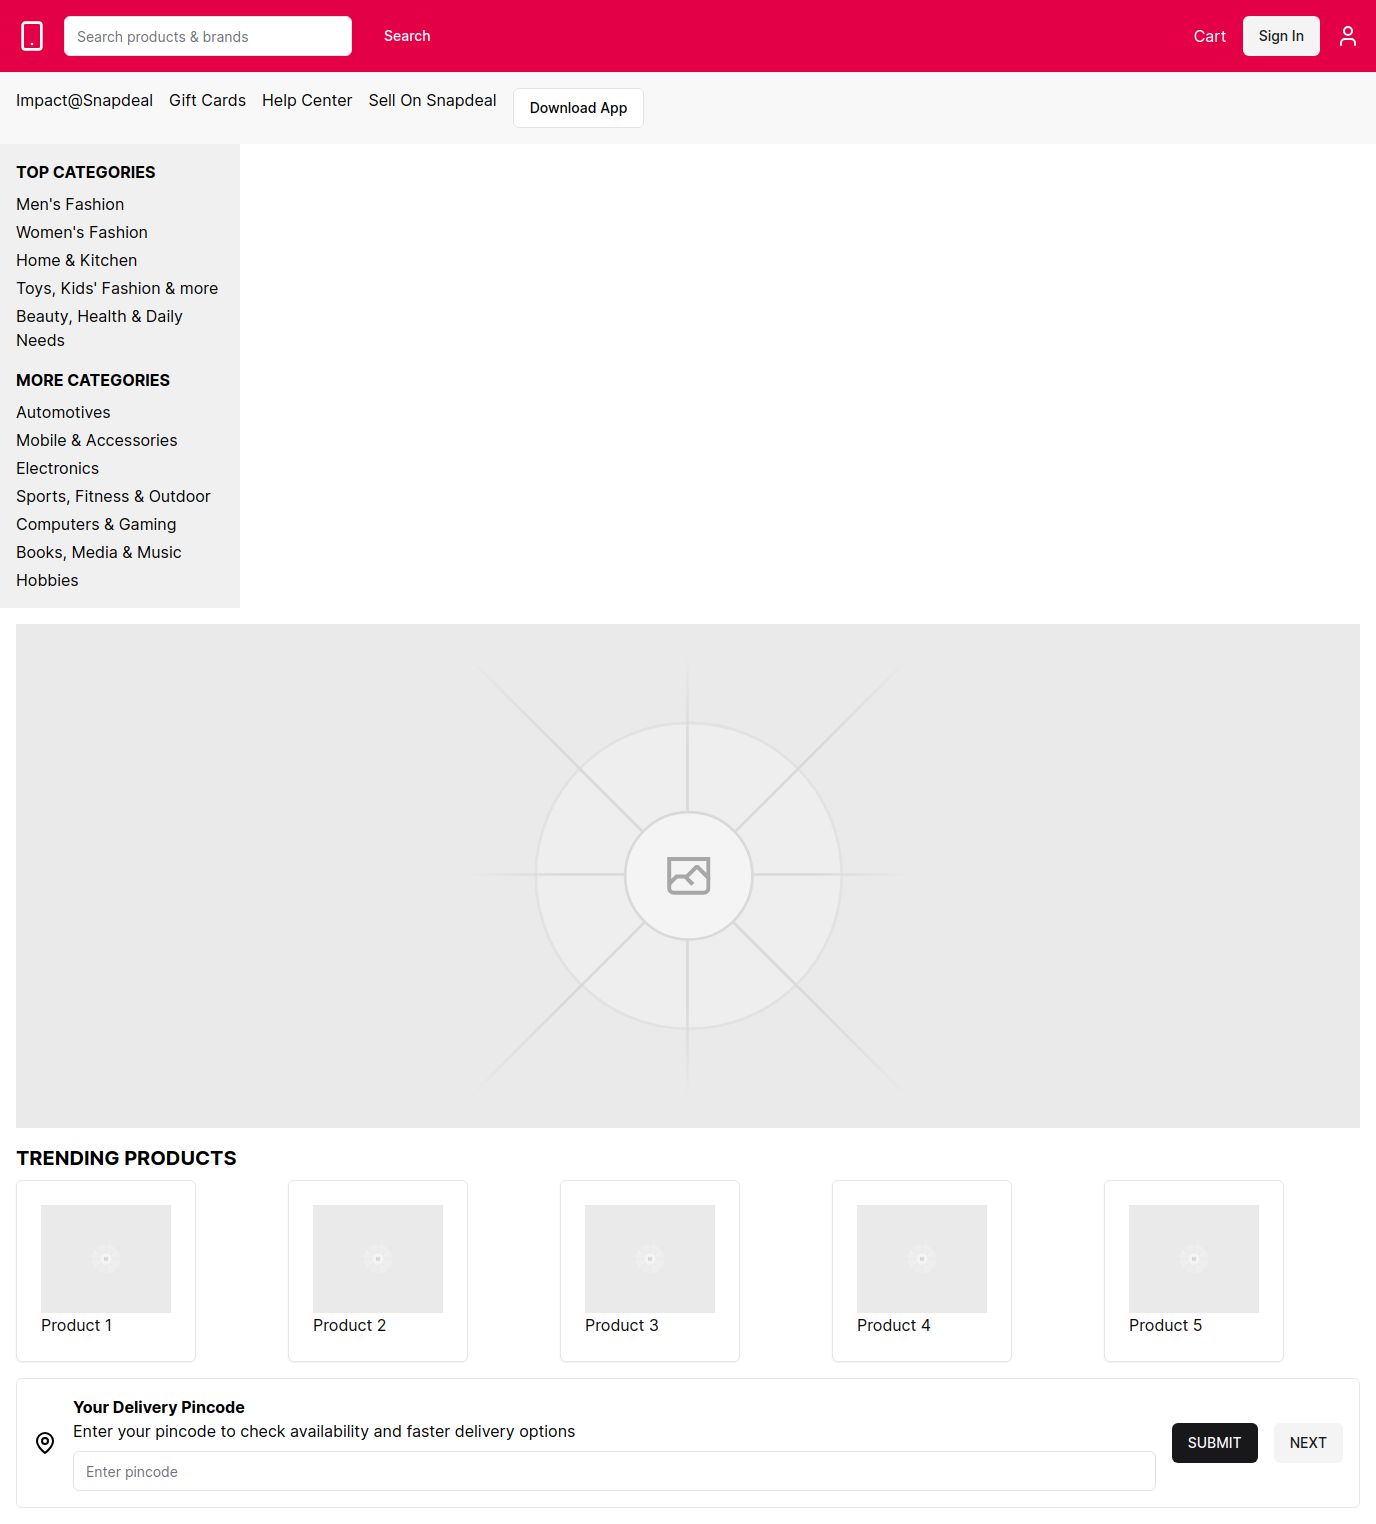 Search products & brands
Search
Cart
Sign In
Impact@Snapdeal
Gift Cards
Help Center
Sell On Snapdeal
Download App
TOP CATEGORIES
Men's Fashion
Women's Fashion
Home & Kitchen
Toys, Kids' Fashion & more
Beauty, Health & Daily
Needs
MORE CATEGORIES
Automotives
Mobile & Accessories
Electronics
Sports, Fitness & Outdoor
Computers & Gaming
Books, Media & Music
Hobbies
TRENDING PRODUCTS
Product 1
Product 2
Product 3
Product 4
Product 5
Your Delivery Pincode
Enter your pincode to check availability and faster delivery options
Enter pincode
SUBMIT
NEXT